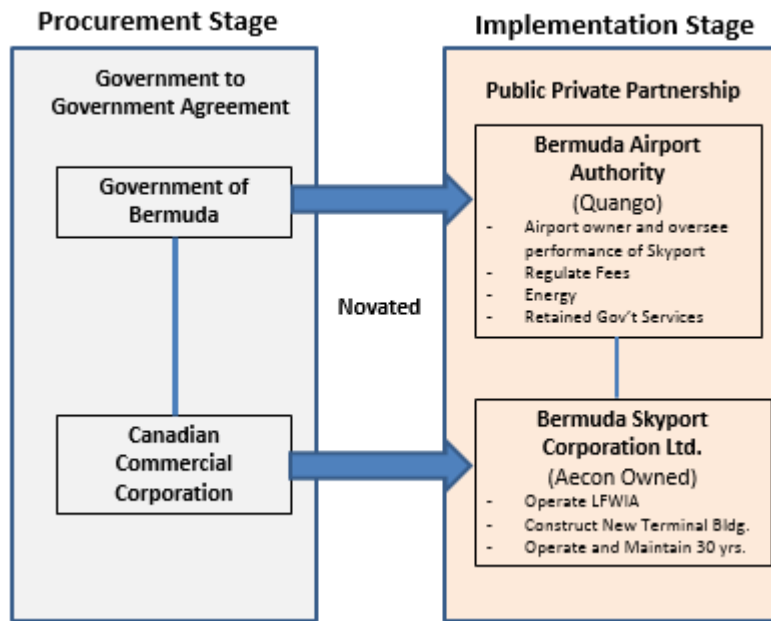 Procurement Stage
Government to
Government Agreement
Government of
Bermuda
Canadian
Commercial
Corporation
Novated
Implementation Stage
Public Private Partnership
Bermuda Airport
Authority
(Quango)
- Airport owner and oversee
performance of Skyport
- Regulate Fees
- Energy
- Retained Gov't Services
Bermuda Skyport
Corporation Ltd.
(Aecon Owned)
- Operate LFWIA
- Construct New Terminal Bldg.
- Operate and Maintain 30 yrs.